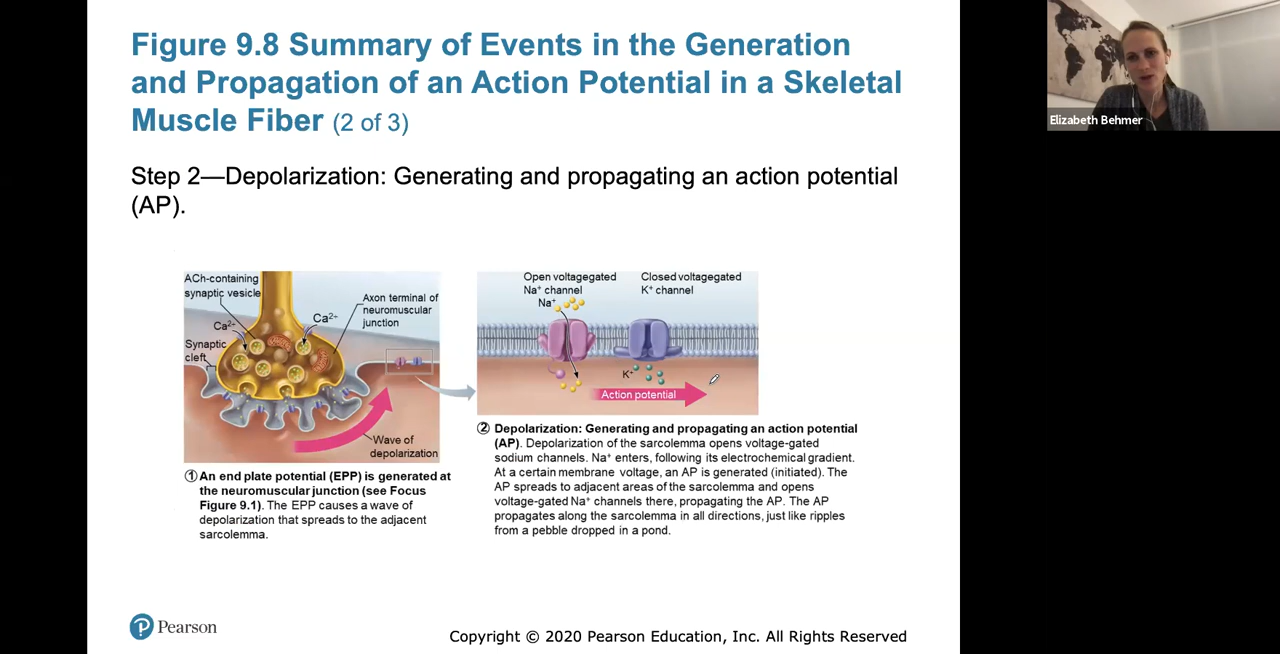 Figure 9.8 Summary of Events in the Generation
and Propagation of an Action Potential in a Skeletal
Muscle Fiber (2 of 3)
Elizabeth Behmer
Step 2—Depolarization: Generating and propagating an action potential
(AP).
ACh-containing
synaptic vesicle
Ca2+
Ca2+
Axon terminal of
neuromuscular
junction
Synaptic
cleft
Wave of
depolarization
① An end plate potential (EPP) is generated at
the neuromuscular junction (see Focus
Figure 9.1). The EPP causes a wave of
depolarization that spreads to the adjacent
sarcolemma.
Open voltagegated
Na+ channel
Na+
Closed voltagegated
K+ channel
K+
Action potential
② Depolarization: Generating and propagating an action potential
(AP). Depolarization of the sarcolemma opens voltage-gated
sodium channels. Na+ enters, following its electrochemical gradient.
At a certain membrane voltage, an AP is generated (initiated). The
AP spreads to adjacent areas of the sarcolemma and opens
voltage-gated Na+ channels there, propagating the AP. The AP
propagates along the sarcolemma in all directions, just like ripples
from a pebble dropped in a pond.
Pearson
Copyright © 2020 Pearson Education, Inc. All Rights Reserved